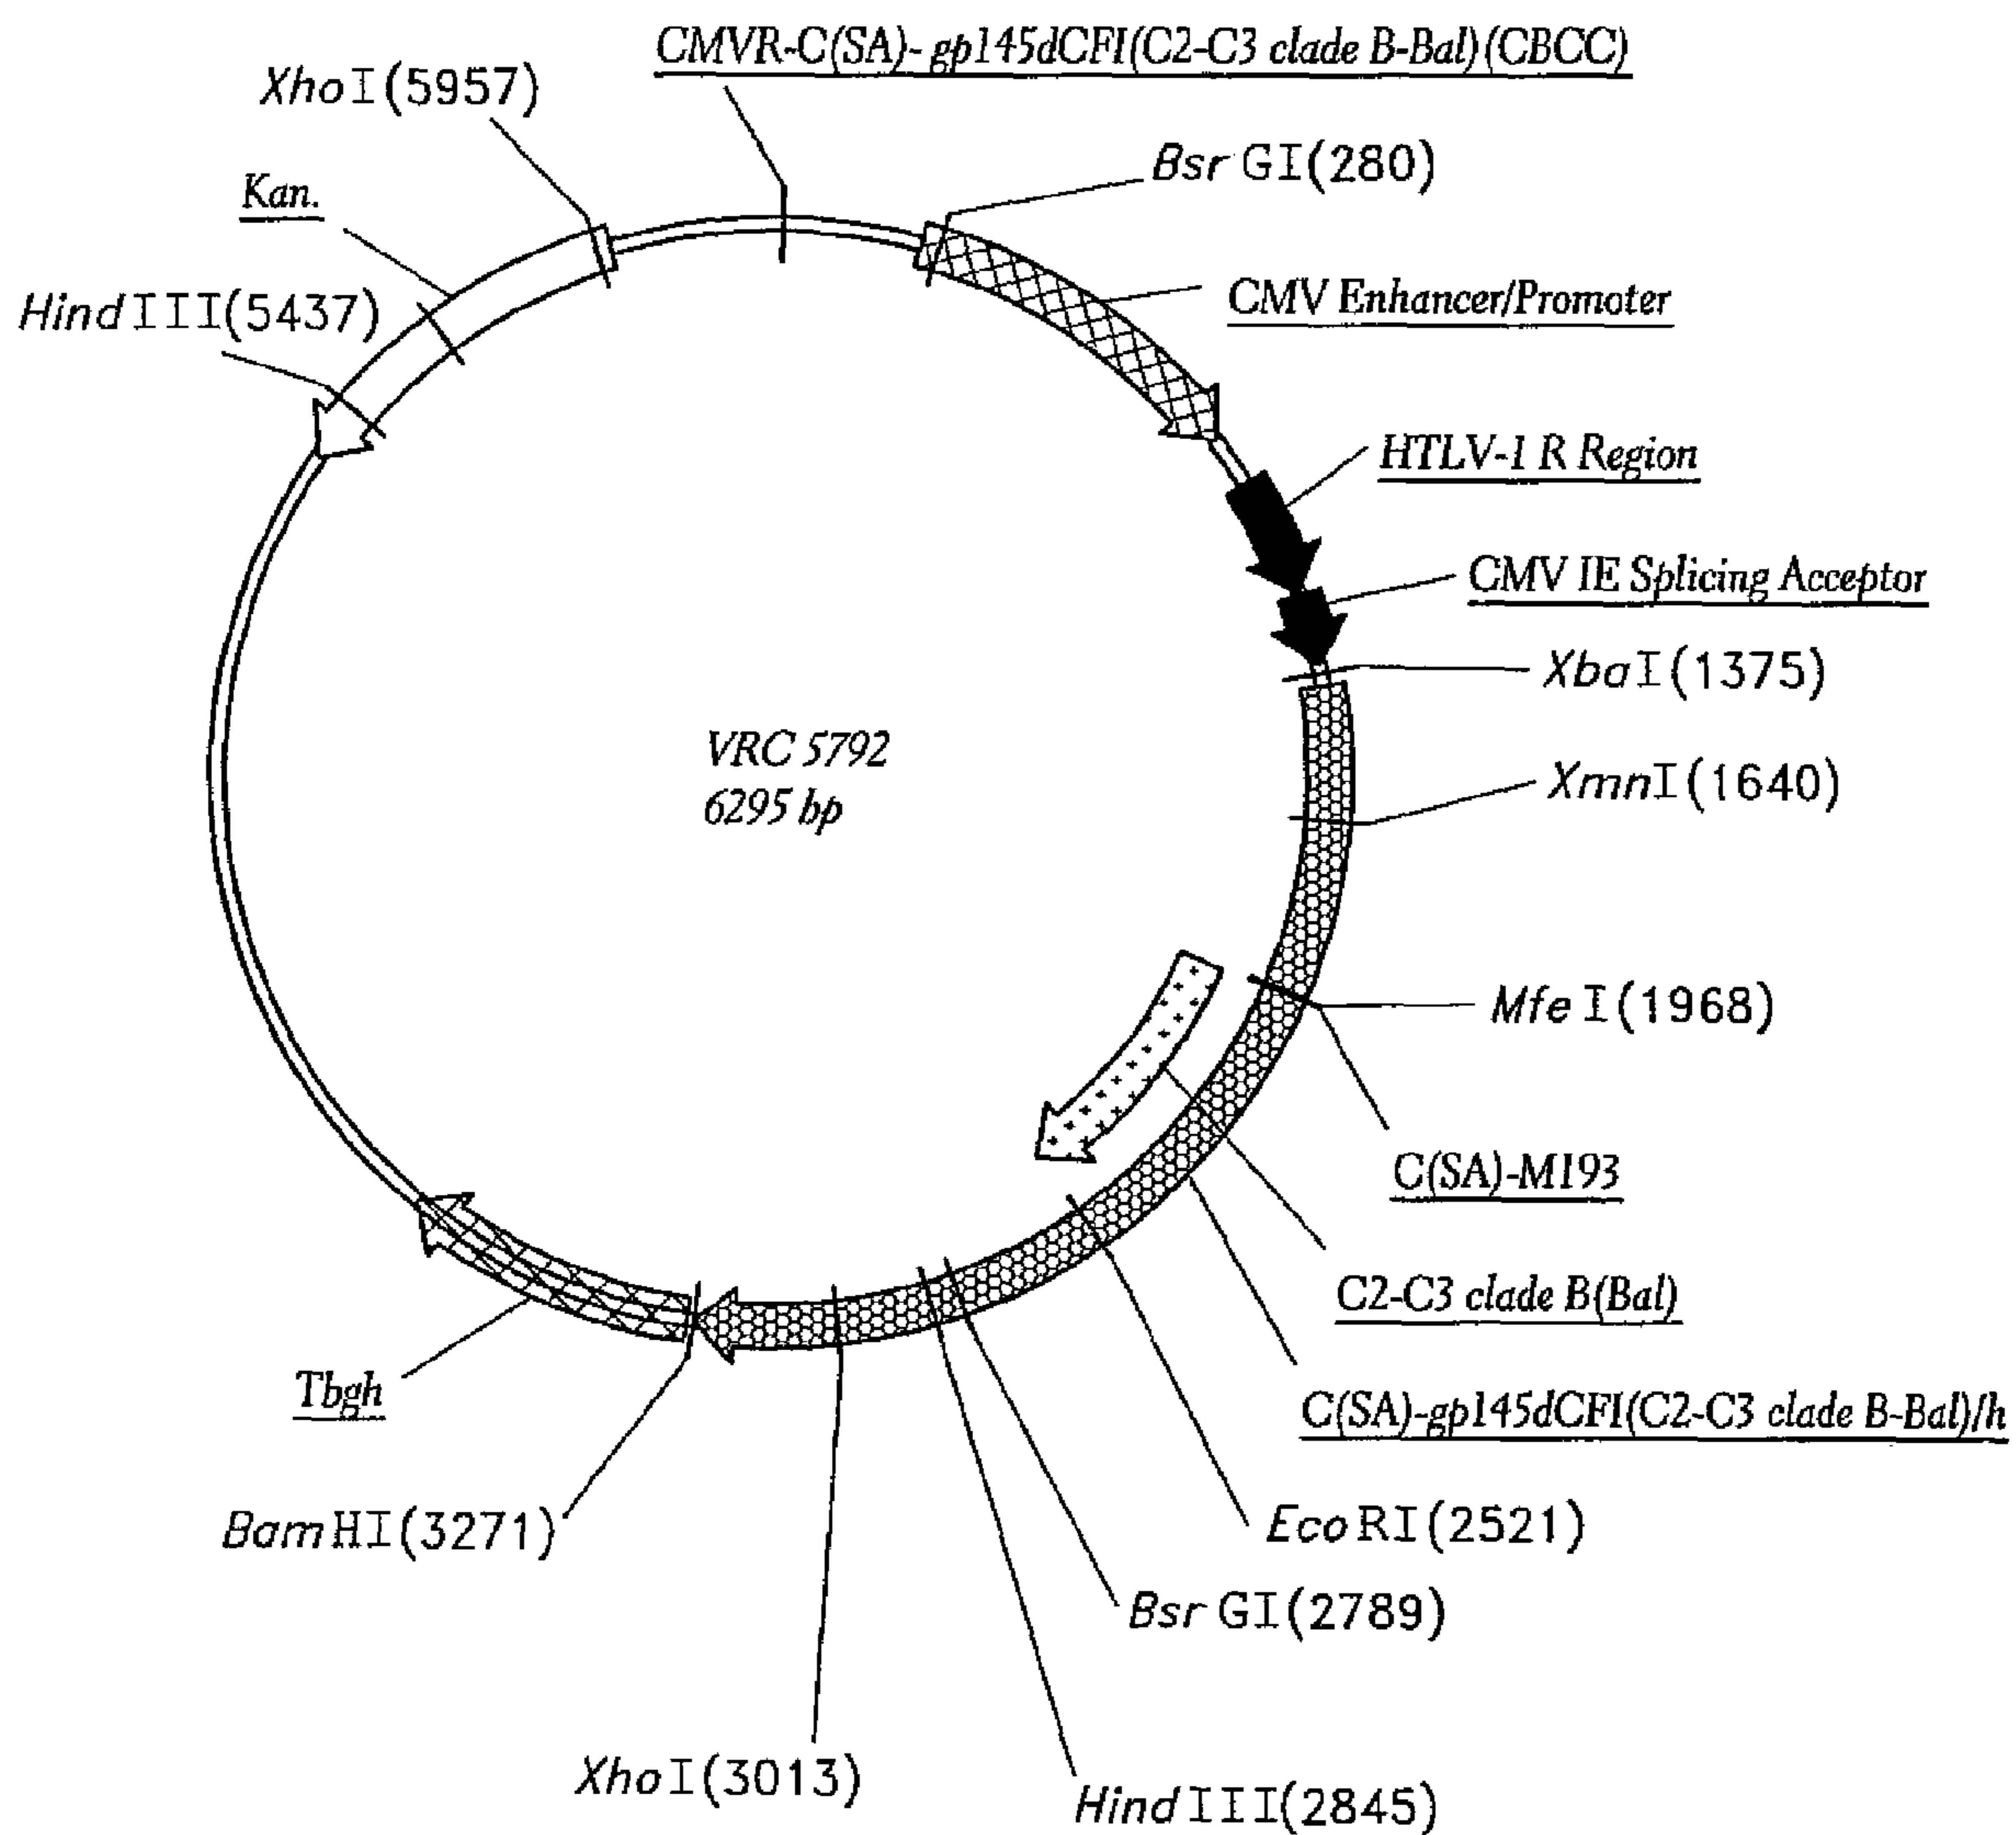 CMVR-C(SA)- gp145dCFI(C2-C3 clade B-Bal) (CBCC)
XhoI(5957)
BsrGI(280)
Kan.
CMV Enhancer/Promoter
HindIII(5437)
HTLV-1 R Region
CMV IE Splicing Acceptor
XbaI(1375)
VRC 5792
6295 bp
XmnI(1640)
MfeI(1968)
C(SA)-M193
C2-C3 clade B(Bal)
Tbgh
C(SA)-gp145dCFI(C2-C3 clade B-Bal)/h
BamHI(3271)
EcoRI(2521)
BsrGI(2789)
XhoI(3013)
HindIII(2845)